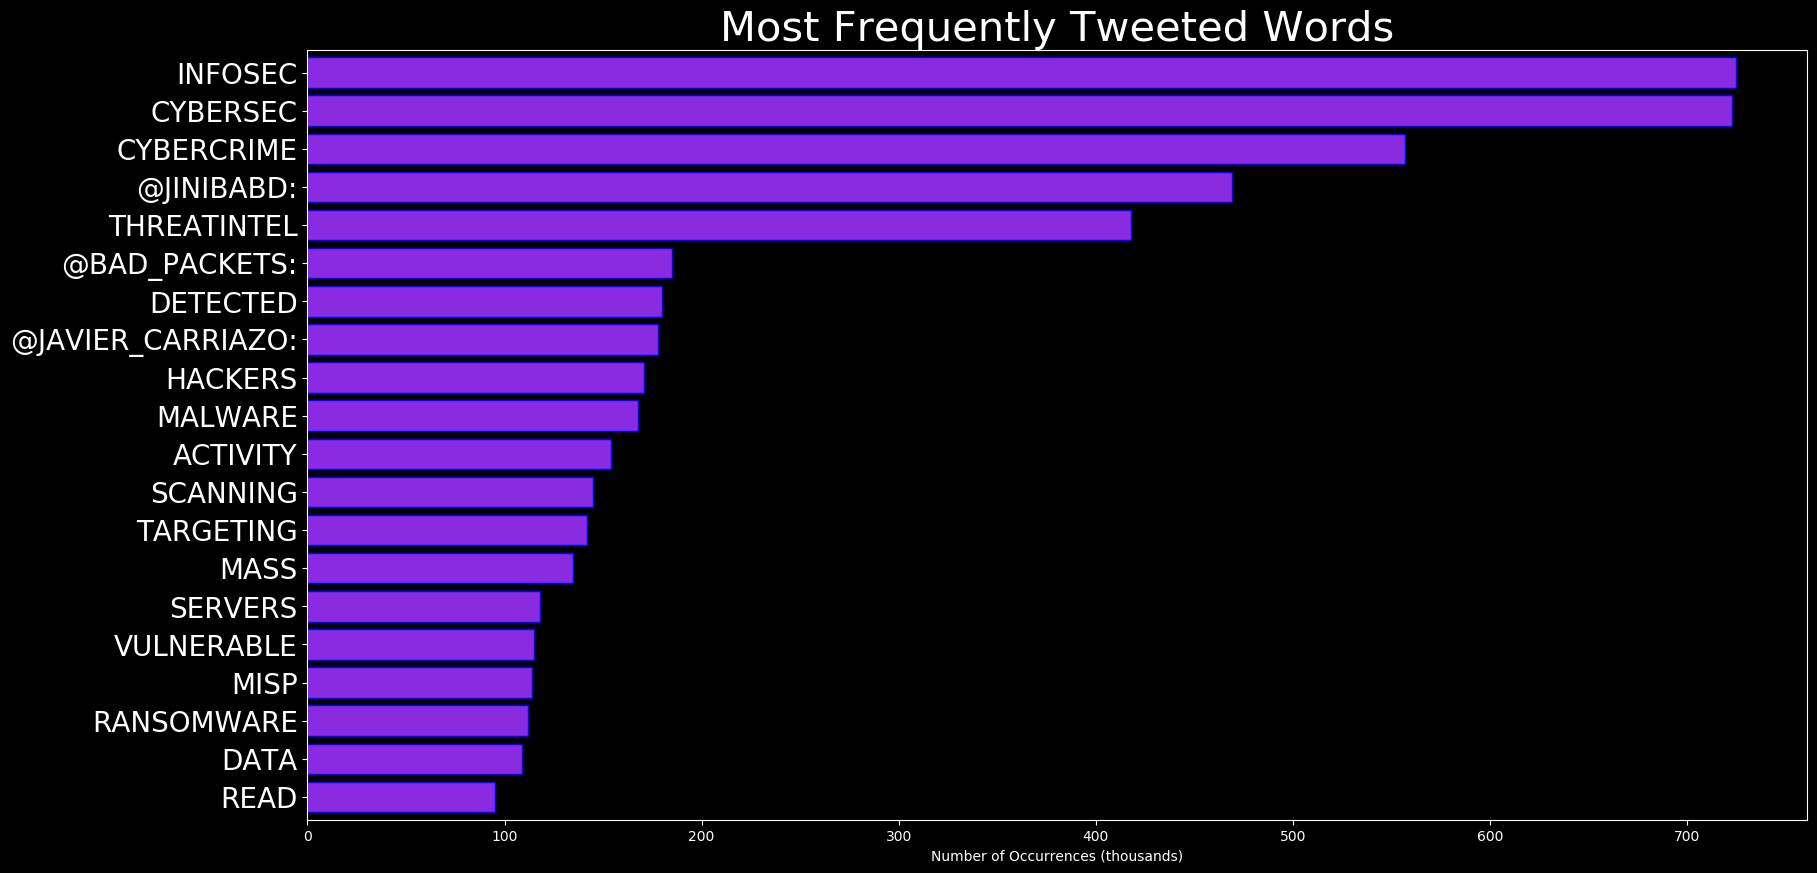 Most Frequently Tweeted Words
INFOSEC
CYBERSEC
CYBERCRIME
@JINIBABD:
THREATINTEL
@BAD_PACKETS:
DETECTED
@JAVIER_CARRIAZO:
HACKERS
MALWARE
ACTIVITY
SCANNING
TARGETING
MASS
SERVERS
VULNERABLE
MISP
RANSOMWARE
DATA
READ
0 100 200 300 400 500 600 700
Number of Occurrences (thousands)